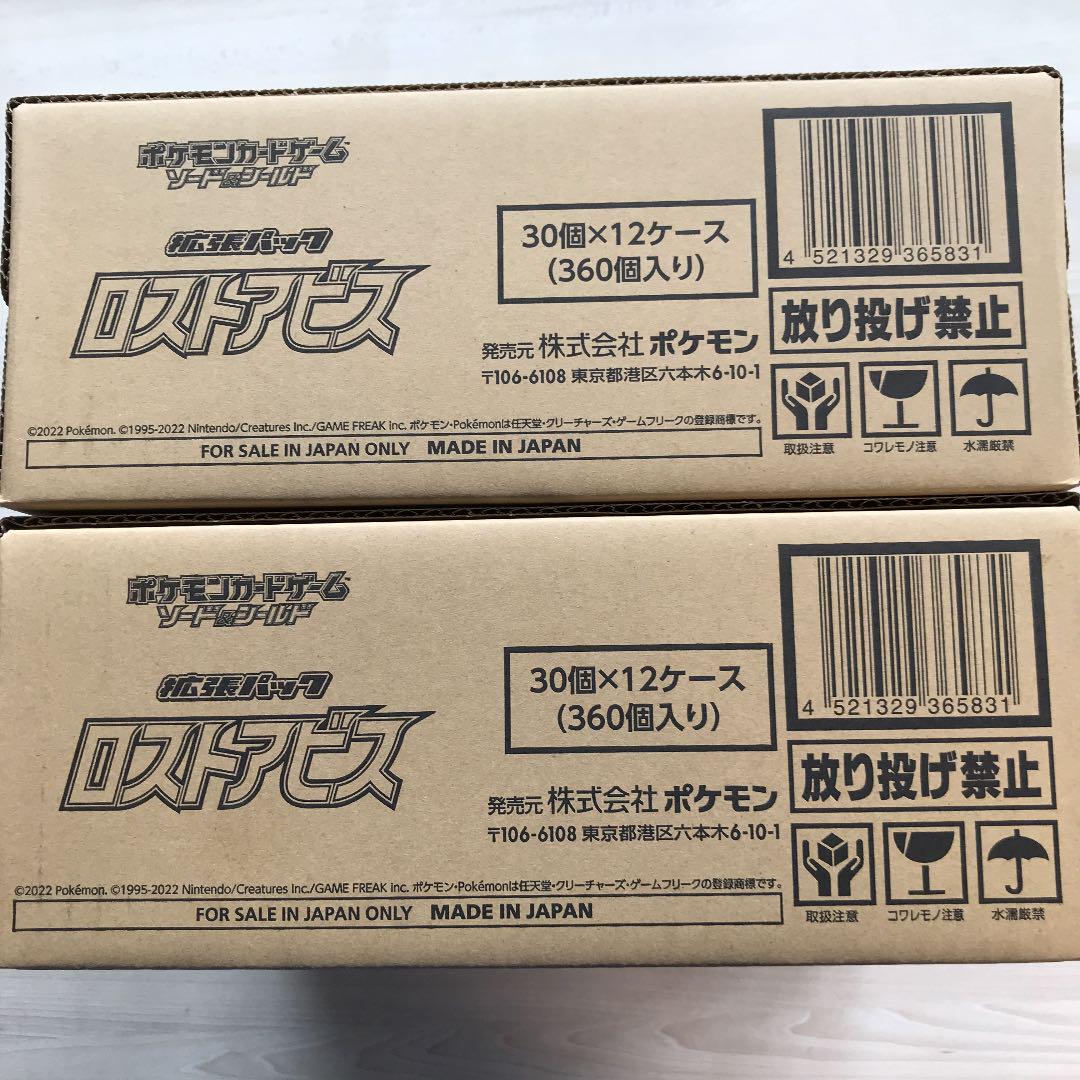 ポケモンカードゲーム
ソード&シールド
拡張パック
ロストアビス
30個×12ケース
(360個入り)
発売元 株式会社 ポケモン
〒106-6108 東京都港区六本木6-10-1
4 521329 365831
放り投げ禁止
取扱注意 コワレモノ注意 水濡厳禁
©2022 Pokémon. ©1995-2022 Nintendo/Creatures Inc./GAME FREAK inc. ポケモン・Pokémonは任天堂・クリーチャーズ・ゲームフリークの登録商標です。
FOR SALE IN JAPAN ONLY MADE IN JAPAN
ポケモンカードゲーム
ソード&シールド
拡張パック
ロストアビス
30個×12ケース
(360個入り)
発売元 株式会社 ポケモン
〒106-6108 東京都港区六本木6-10-1
4 521329 365831
放り投げ禁止
取扱注意 コワレモノ注意 水濡厳禁
©2022 Pokémon. ©1995-2022 Nintendo/Creatures Inc./GAME FREAK inc. ポケモン・Pokémonは任天堂・クリーチャーズ・ゲームフリークの登録商標です。
FOR SALE IN JAPAN ONLY MADE IN JAPAN